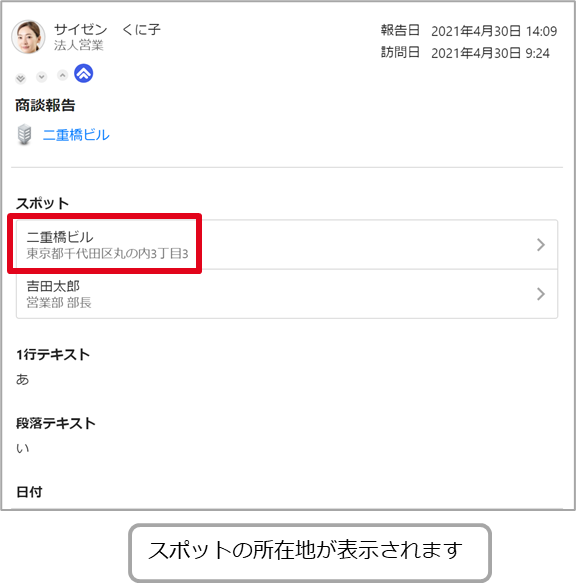 サイゼン　くに子
法人営業
報告日 2021年4月30日 14:09
訪問日 2021年4月30日 9:24
商談報告
二重橋ビル
スポット
二重橋ビル
東京都千代田区丸の内3丁目3
吉田太郎
営業部 部長
1行テキスト
あ
段落テキスト
い
日付
スポットの所在地が表示されます